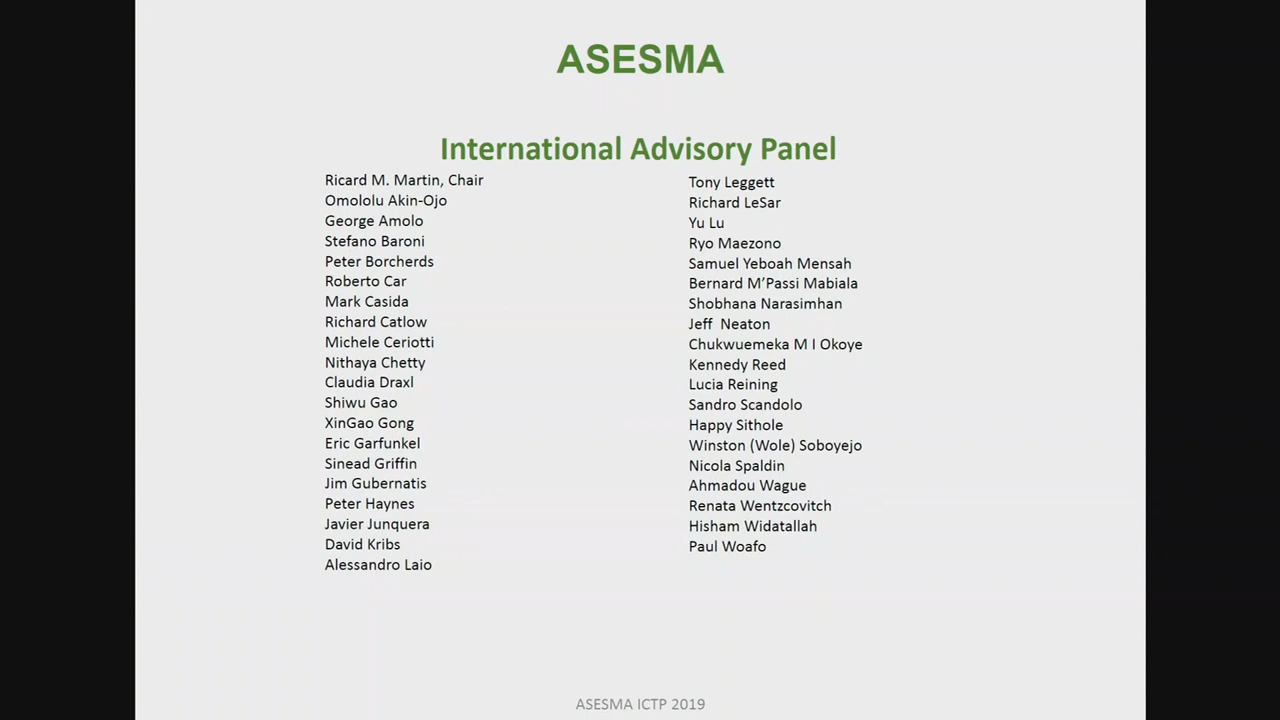 ASESMA
International Advisory Panel
Ricard M. Martin, Chair
Omololu Akin-Ojo
George Amolo
Stefano Baroni
Peter Borcherds
Roberto Car
Mark Casida
Richard Catlow
Michele Ceriotti
Nithaya Chetty
Claudia Draxl
Shiwu Gao
XinGao Gong
Eric Garfunkel
Sinead Griffin
Jim Gubernatis
Peter Haynes
Javier Junquera
David Kribs
Alessandro Laio
Tony Leggett
Richard LeSar
Yu Lu
Ryo Maezono
Samuel Yeboah Mensah
Bernard M’Passi Mabiala
Shobhana Narasimhan
Jeff  Neaton
Chukwuemeka M I Okoye
Kennedy Reed
Lucia Reining
Sandro Scandolo
Happy Sithole
Winston (Wole) Soboyejo
Nicola Spaldin
Ahmadou Wague
Renata Wentzcovitch
Hisham Widatallah
Paul Woafo
ASESMA ICTP 2019